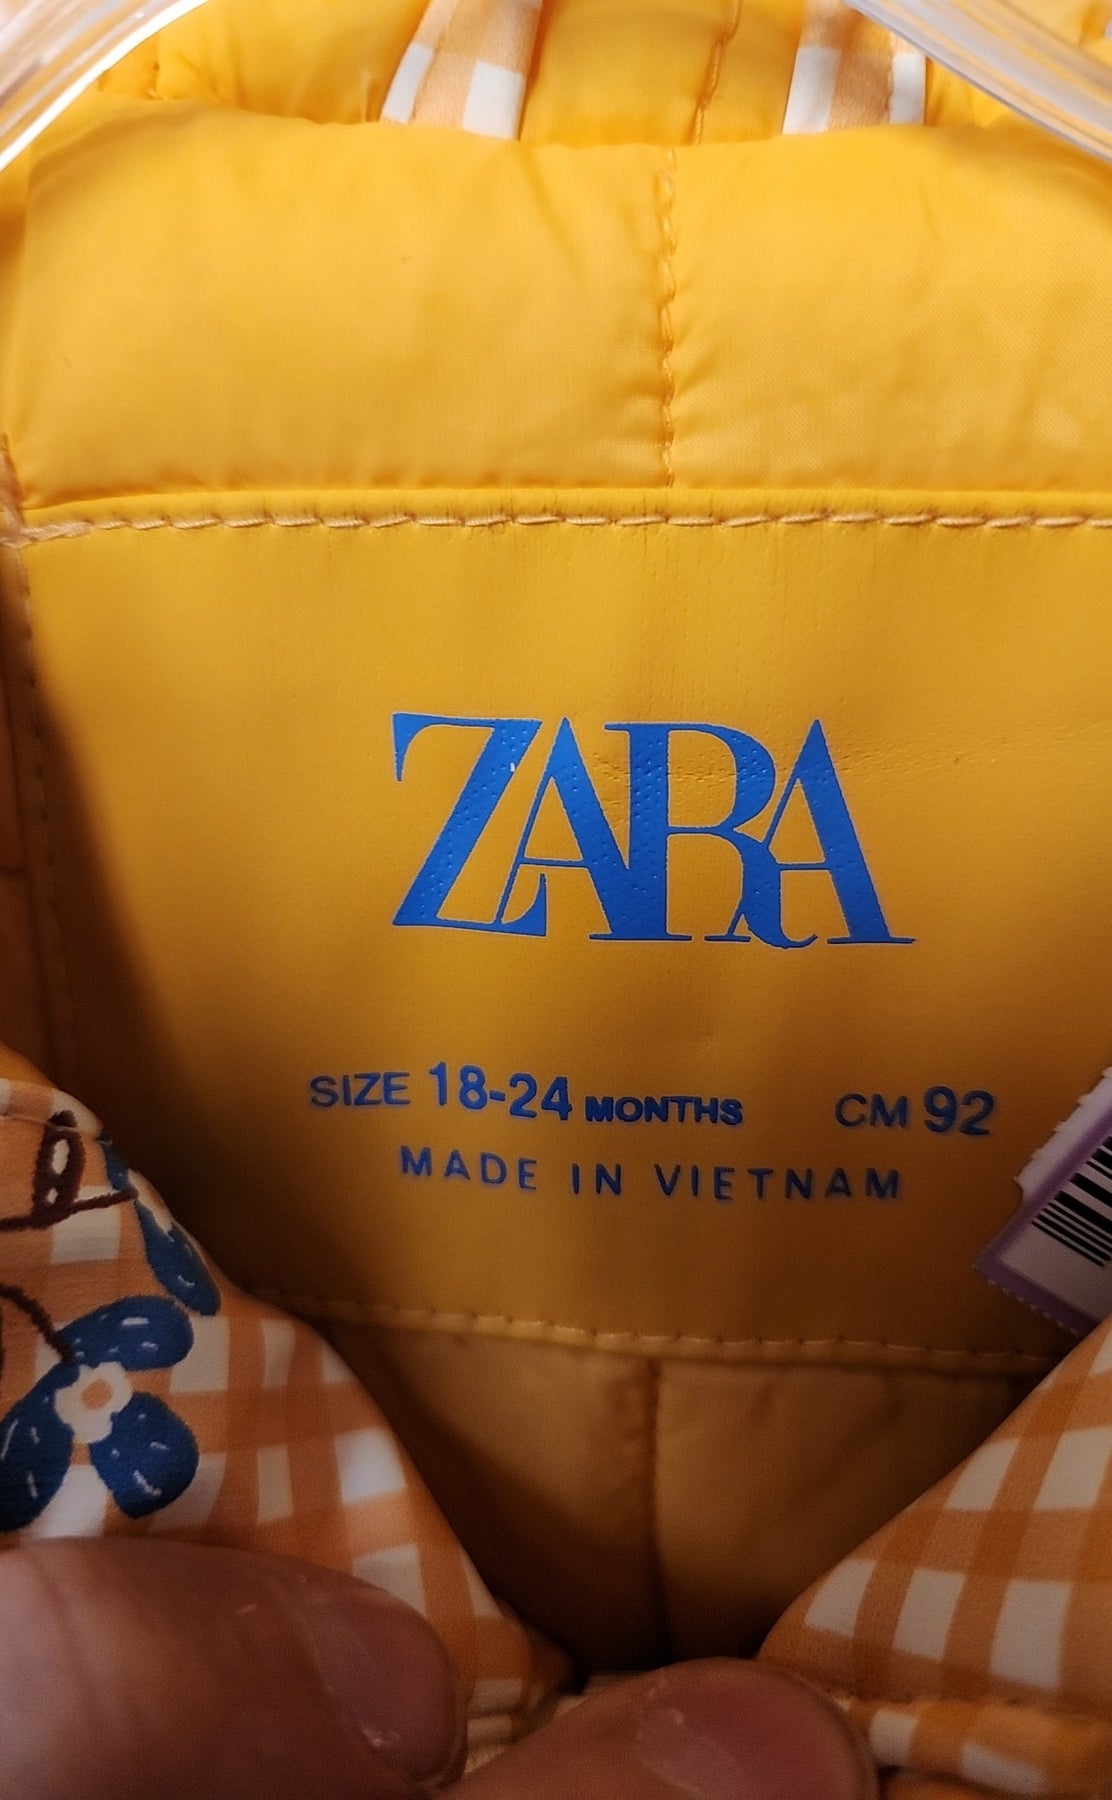 ZARA
SIZE 18-24 MONTHS CM 92
MADE IN VIETNAM